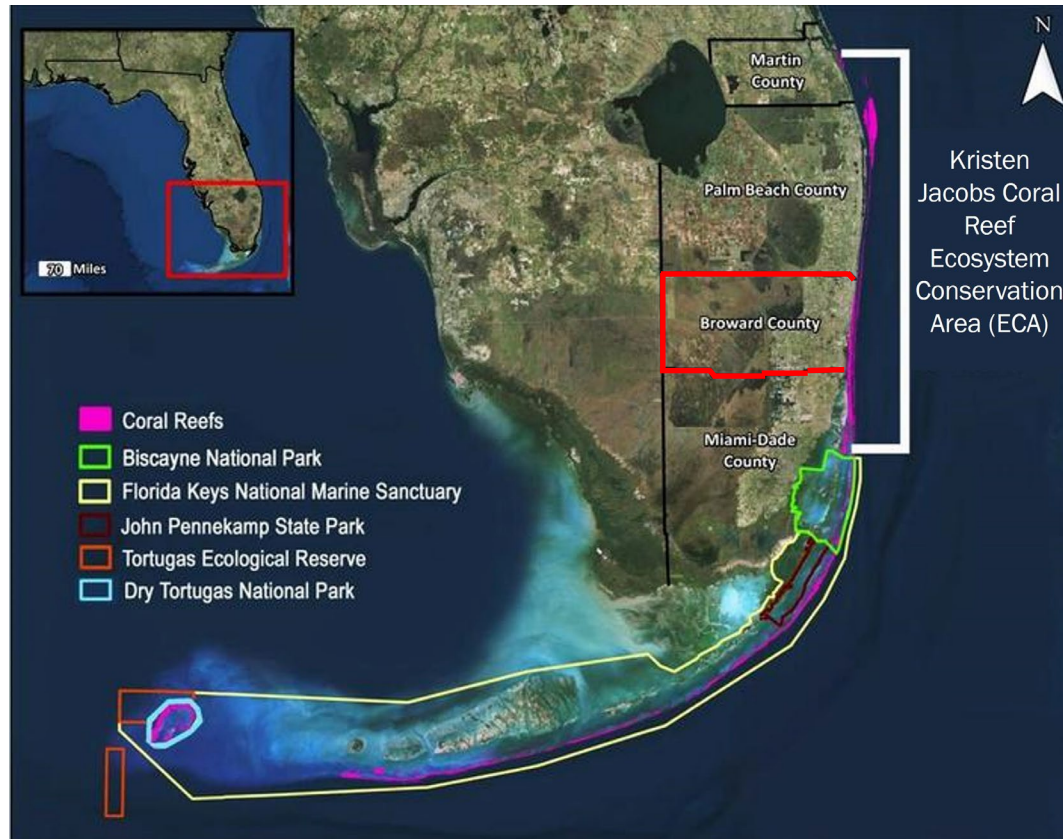 N
Martin
County
Kristen
Jacobs Coral
Reef
Ecosystem
Conservation
Area (ECA)
Palm Beach County
70 Miles
Broward County
Coral Reefs
Biscayne National Park
Florida Keys National Marine Sanctuary
John Pennekamp State Park
Tortugas Ecological Reserve
Dry Tortugas National Park
Miami-Dade
County